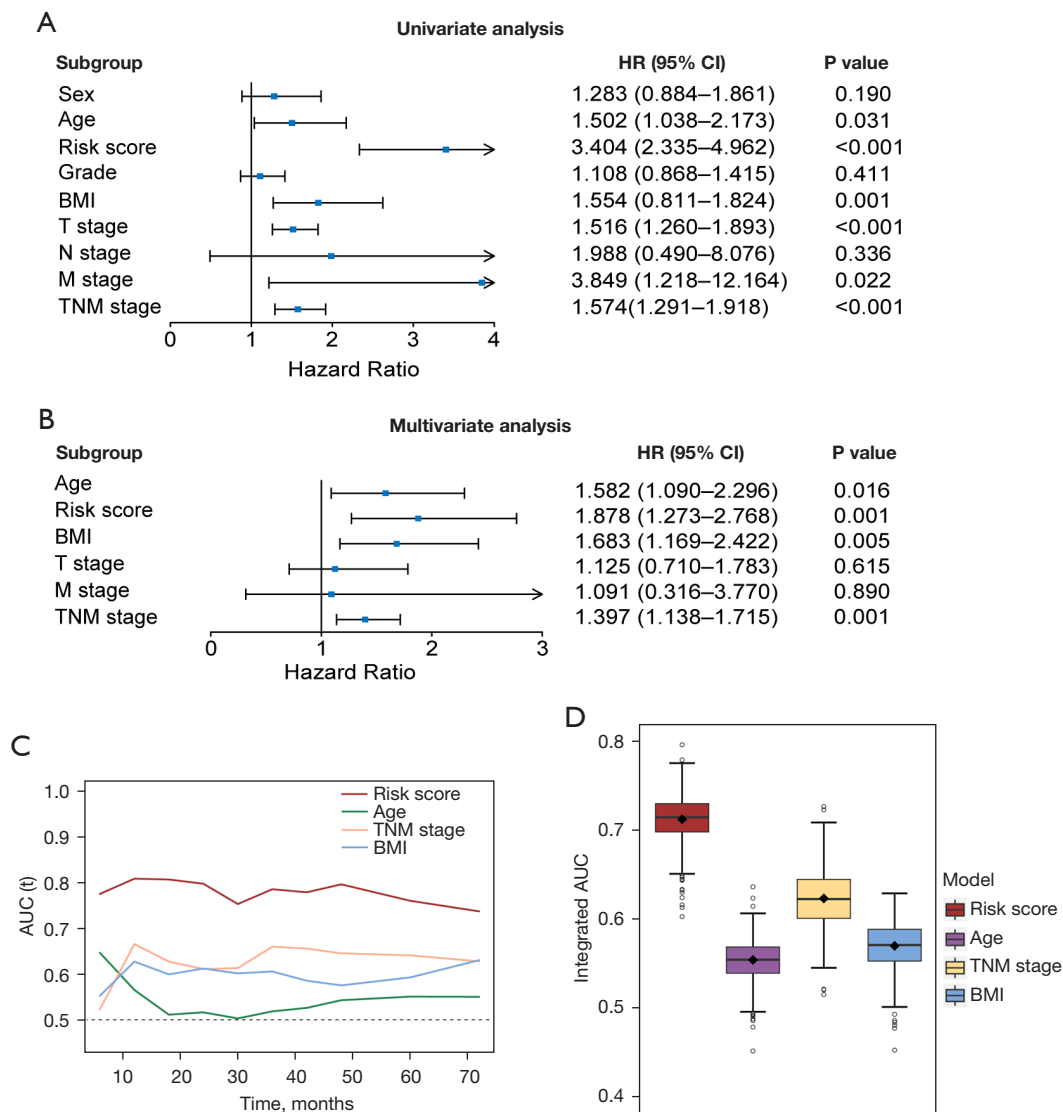 A
Univariate analysis
Subgroup HR (95% CI) P value
Sex 1.283 (0.884–1.861) 0.190
Age 1.502 (1.038–2.173) 0.031
Risk score 3.404 (2.335–4.962) <0.001
Grade 1.108 (0.868–1.415) 0.411
BMI 1.554 (0.811–1.824) 0.001
T stage 1.516 (1.260–1.893) <0.001
N stage 1.988 (0.490–8.076) 0.336
M stage 3.849 (1.218–12.164) 0.022
TNM stage 1.574(1.291–1.918) <0.001
0 1 2 3 4
Hazard Ratio
B
Multivariate analysis
Subgroup HR (95% CI) P value
Age 1.582 (1.090–2.296) 0.016
Risk score 1.878 (1.273–2.768) 0.001
BMI 1.683 (1.169–2.422) 0.005
T stage 1.125 (0.710–1.783) 0.615
M stage 1.091 (0.316–3.770) 0.890
TNM stage 1.397 (1.138–1.715) 0.001
0 1 2 3
Hazard Ratio
C
1.0
0.9
0.8
0.7
0.6
0.5
AUC (t)
Risk score
Age
TNM stage
BMI
10 20 30 40 50 60 70
Time, months
D
0.8
0.7
0.6
0.5
0.4
Integrated AUC
Model
Risk score
Age
TNM stage
BMI